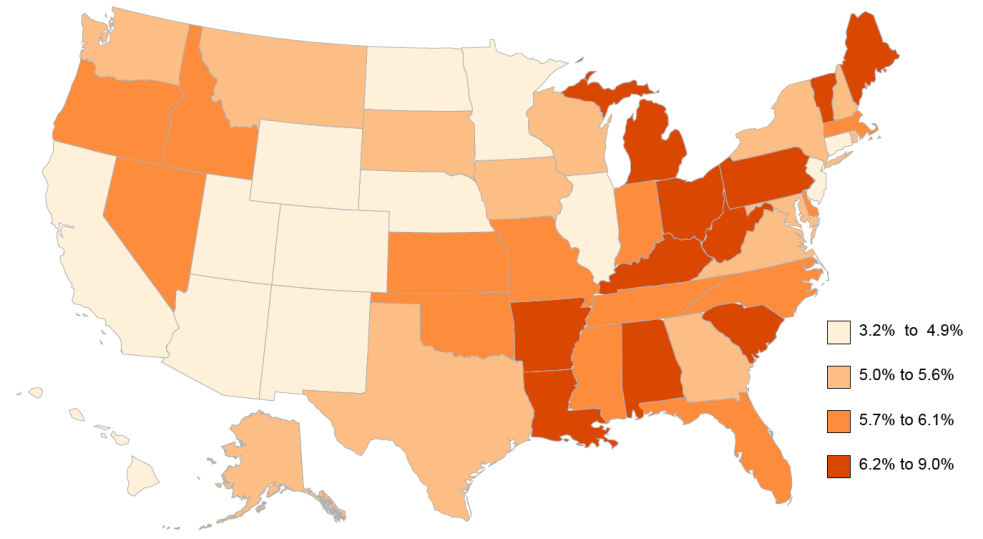 3.2% to 4.9%
5.0% to 5.6%
5.7% to 6.1%
6.2% to 9.0%